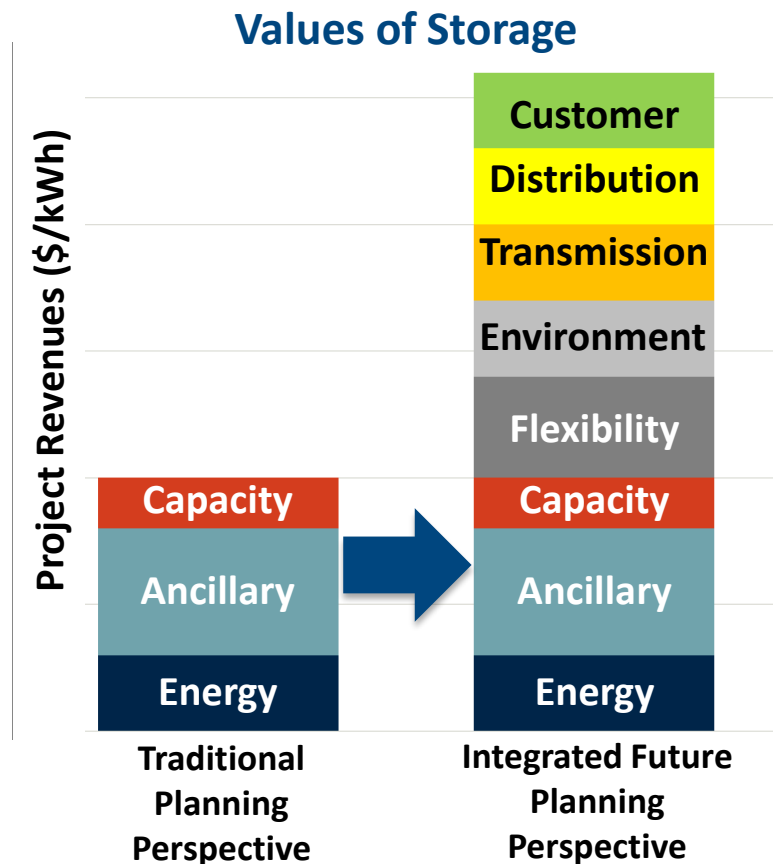 Values of Storage
Project Revenues ($/kWh)
Capacity
Ancillary
Energy
Traditional
Planning
Perspective
Customer
Distribution
Transmission
Environment
Flexibility
Capacity
Ancillary
Energy
Integrated Future
Planning
Perspective